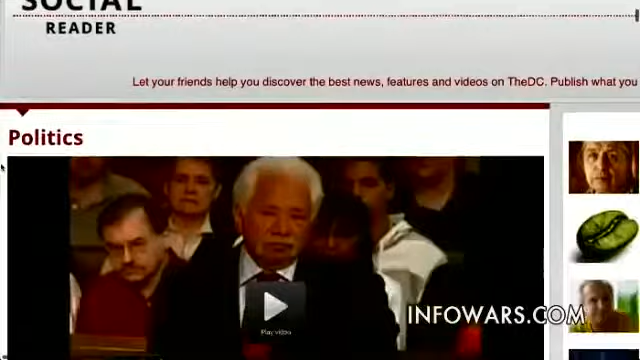 SOCIAL
READER
Let your friends help you discover the best news, features and videos on TheDC. Publish what you
Politics
Play video
INFOWARS.COM